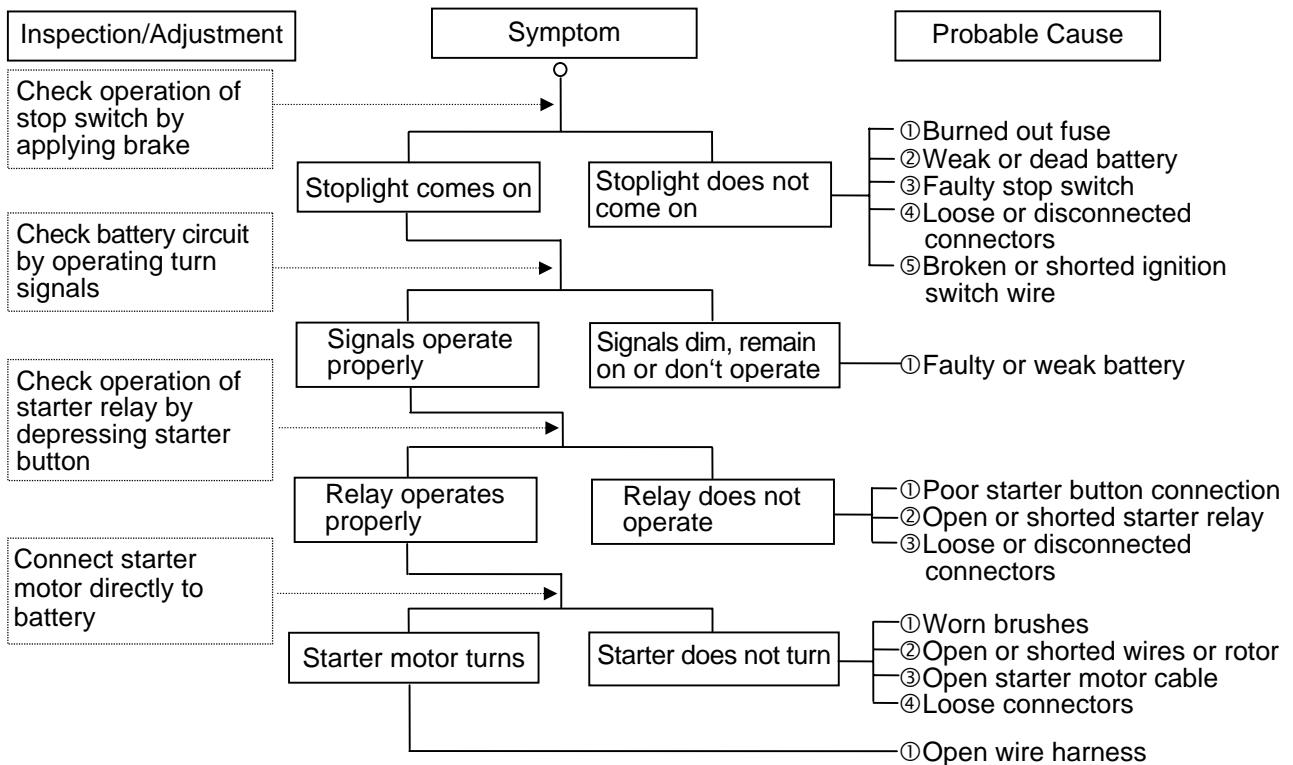 Inspection/Adjustment
Symptom
Probable Cause
Check operation of
stop switch by
applying brake
Stoplight comes on
Stoplight does not
come on
①Burned out fuse
②Weak or dead battery
③Faulty stop switch
④Loose or disconnected
connectors
⑤Broken or shorted ignition
switch wire
Check battery circuit
by operating turn
signals
Signals operate
properly
Signals dim, remain
on or don‘t operate
①Faulty or weak battery
Check operation of
starter relay by
depressing starter
button
Relay operates
properly
Relay does not
operate
①Poor starter button connection
②Open or shorted starter relay
③Loose or disconnected
connectors
Connect starter
motor directly to
battery
Starter motor turns
Starter does not turn
①Worn brushes
②Open or shorted wires or rotor
③Open starter motor cable
④Loose connectors
①Open wire harness